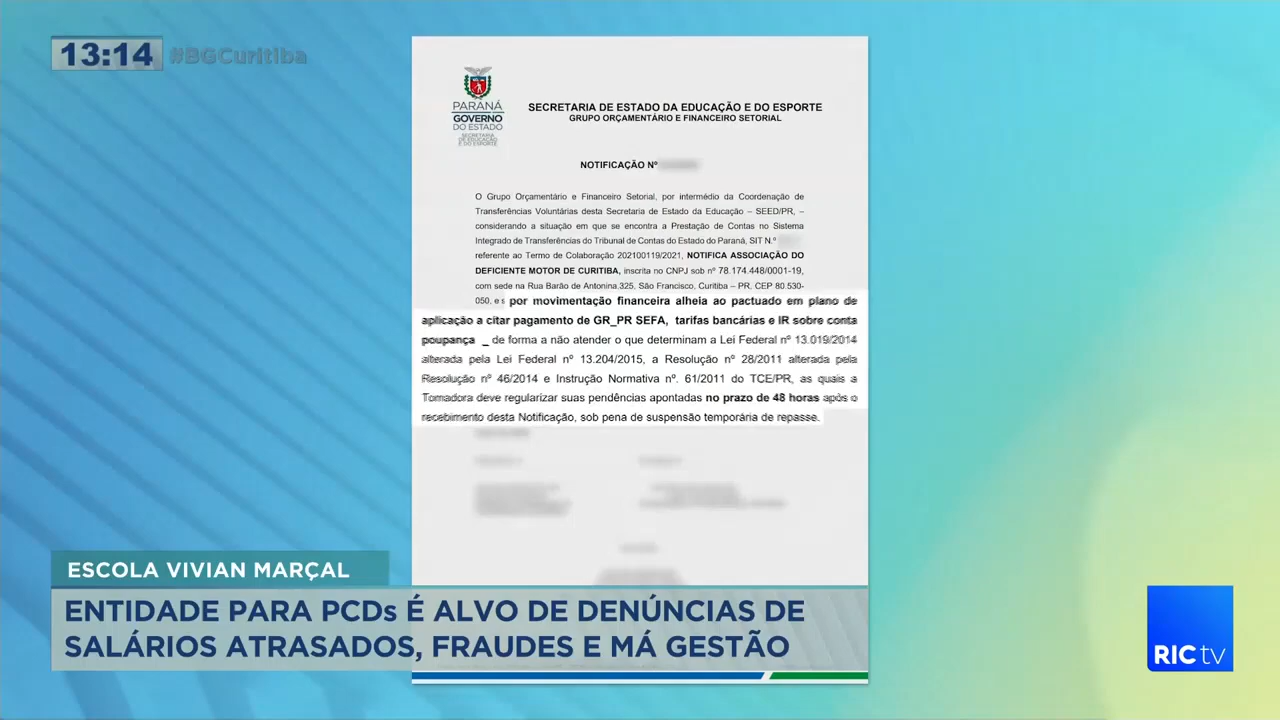 13:14 #BGCuritiba
PARANÁ
GOVERNO
DO ESTADO
SECRETARIA
DE EDUCAÇÃO
E DO ESPORTE
SECRETARIA DE ESTADO DA EDUCAÇÃO E DO ESPORTE
GRUPO ORÇAMENTÁRIO E FINANCEIRO SETORIAL
NOTIFICAÇÃO Nº
O Grupo Orçamentário e Financeiro Setorial, por intermédio da Coordenação de
Transferências Voluntárias desta Secretaria de Estado da Educação – SEED/PR, –
considerando a situação em que se encontra a Prestação de Contas no Sistema
Integrado de Transferências do Tribunal de Contas do Estado do Paraná, SIT N.º
referente ao Termo de Colaboração 202100119/2021, NOTIFICA ASSOCIAÇÃO DO
DEFICIENTE MOTOR DE CURITIBA, inscrita no CNPJ sob nº 78.174.448/0001-19,
com sede na Rua Barão de Antonina.325, São Francisco, Curitiba – PR, CEP 80.530-
050, e s por movimentação financeira alheia ao pactuado em plano de
aplicação a citar pagamento de GR_PR SEFA, tarifas bancárias e IR sobre conta
poupança _ de forma a não atender o que determinam a Lei Federal nº 13.019/2014
alterada pela Lei Federal nº 13.204/2015, a Resolução nº 28/2011 alterada pela
Resolução nº 46/2014 e Instrução Normativa nº. 61/2011 do TCE/PR, as quais a
Tomadora deve regularizar suas pendências apontadas no prazo de 48 horas após o
recebimento desta Notificação, sob pena de suspensão temporária de repasse.
ESCOLA VIVIAN MARÇAL
ENTIDADE PARA PCDs É ALVO DE DENÚNCIAS DE
SALÁRIOS ATRASADOS, FRAUDES E MÁ GESTÃO
RIC tv